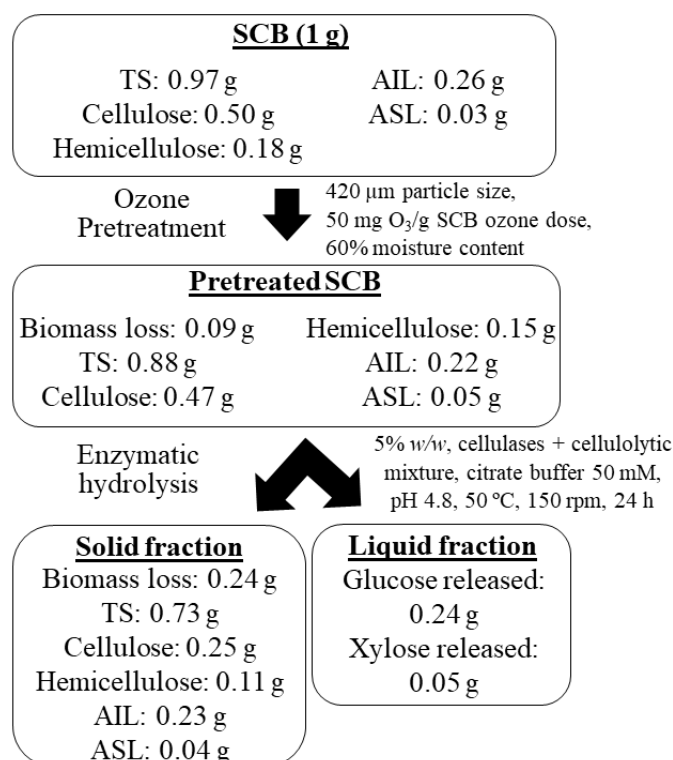 SCB (1 g)
TS: 0.97 g
Cellulose: 0.50 g
Hemicellulose: 0.18 g
AIL: 0.26 g
ASL: 0.03 g
Ozone
Pretreatment
420 µm particle size,
50 mg O₃/g SCB ozone dose,
60% moisture content
Pretreated SCB
Biomass loss: 0.09 g
TS: 0.88 g
Cellulose: 0.47 g
Hemicellulose: 0.15 g
AIL: 0.22 g
ASL: 0.05 g
Enzymatic
hydrolysis
5% w/w, cellulases + cellulolytic
mixture, citrate buffer 50 mM,
pH 4.8, 50 ºC, 150 rpm, 24 h
Solid fraction
Biomass loss: 0.24 g
TS: 0.73 g
Cellulose: 0.25 g
Hemicellulose: 0.11 g
AIL: 0.23 g
ASL: 0.04 g
Liquid fraction
Glucose released:
0.24 g
Xylose released:
0.05 g